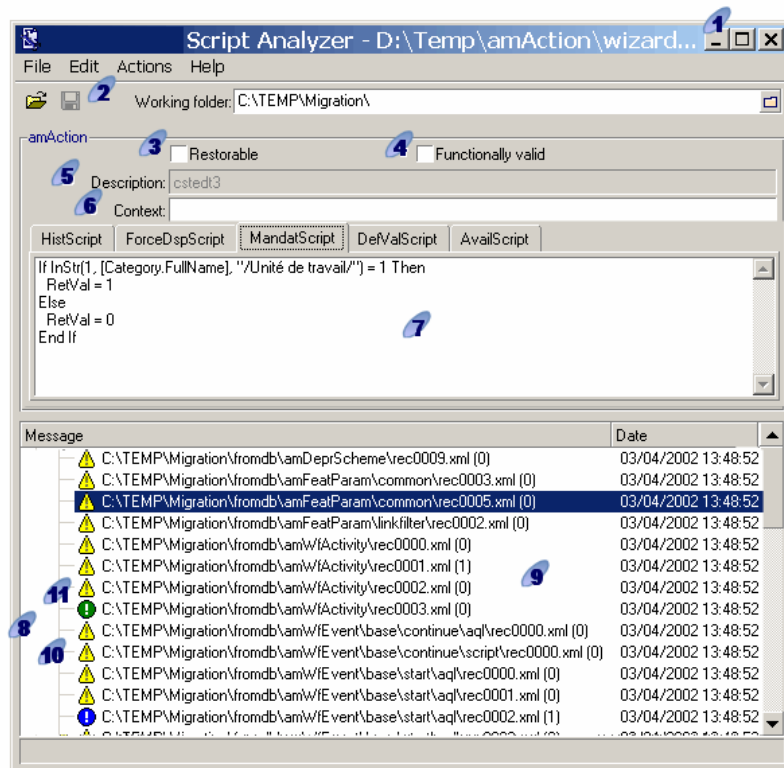 1
Script Analyzer - D:\Temp\amAction\wizard...
File Edit Actions Help
2 Working folder: C:\TEMP\Migration\
amAction
3 Restorable 4 Functionally valid
5 Description: cstedt3
6 Context:
HistScript ForceDspScript MandatScript DefValScript AvailScript
If InStr(1, [Category.FullName], "/Unité de travail/") = 1 Then
RetVal = 1
Else
RetVal = 0
End If
7
Message Date
C:\TEMP\Migration\fromdb\amDeprScheme\rec0009.xml (0) 03/04/2002 13:48:52
C:\TEMP\Migration\fromdb\amFeatParam\common\rec0003.xml (0) 03/04/2002 13:48:52
C:\TEMP\Migration\fromdb\amFeatParam\common\rec0005.xml (0) 03/04/2002 13:48:52
C:\TEMP\Migration\fromdb\amFeatParam\linkfilter\rec0002.xml (0) 03/04/2002 13:48:52
C:\TEMP\Migration\fromdb\amWfActivity\rec0000.xml (0) 03/04/2002 13:48:52
C:\TEMP\Migration\fromdb\amWfActivity\rec0001.xml (1) 9 03/04/2002 13:48:52
11 C:\TEMP\Migration\fromdb\amWfActivity\rec0002.xml (0) 03/04/2002 13:48:52
C:\TEMP\Migration\fromdb\amWfActivity\rec0003.xml (0) 03/04/2002 13:48:52
8 C:\TEMP\Migration\fromdb\amWfEvent\base\continue\aql\rec0000.xml (0) 03/04/2002 13:48:52
10 C:\TEMP\Migration\fromdb\amWfEvent\base\continue\script\rec0000.xml (0) 03/04/2002 13:48:52
C:\TEMP\Migration\fromdb\amWfEvent\base\start\aql\rec0000.xml (0) 03/04/2002 13:48:52
C:\TEMP\Migration\fromdb\amWfEvent\base\start\aql\rec0001.xml (0) 03/04/2002 13:48:52
C:\TEMP\Migration\fromdb\amWfEvent\base\start\aql\rec0002.xml (1) 03/04/2002 13:48:52